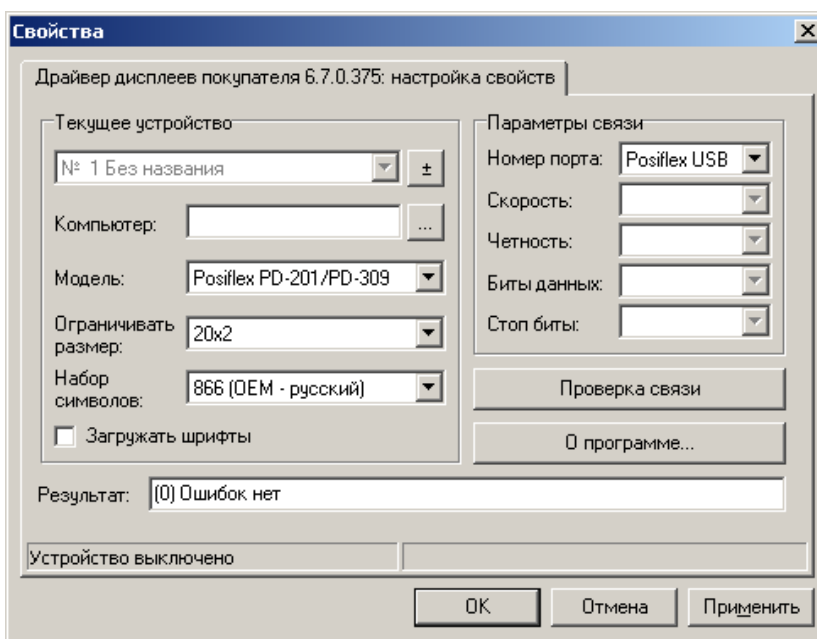 Свойства
Драйвер дисплеев покупателя 6.7.0.375: настройка свойств
Текущее устройство
№ 1 Без названия
±
Компьютер:
...
Модель:
Posiflex PD-201/PD-309
Ограничивать
размер:
20x2
Набор
символов:
866 (OEM - русский)
Загружать шрифты
Параметры связи
Номер порта:
Posiflex USB
Скорость:
Четность:
Биты данных:
Стоп биты:
Проверка связи
О программе...
Результат:
(0) Ошибок нет
Устройство выключено
OK
Отмена
Применить